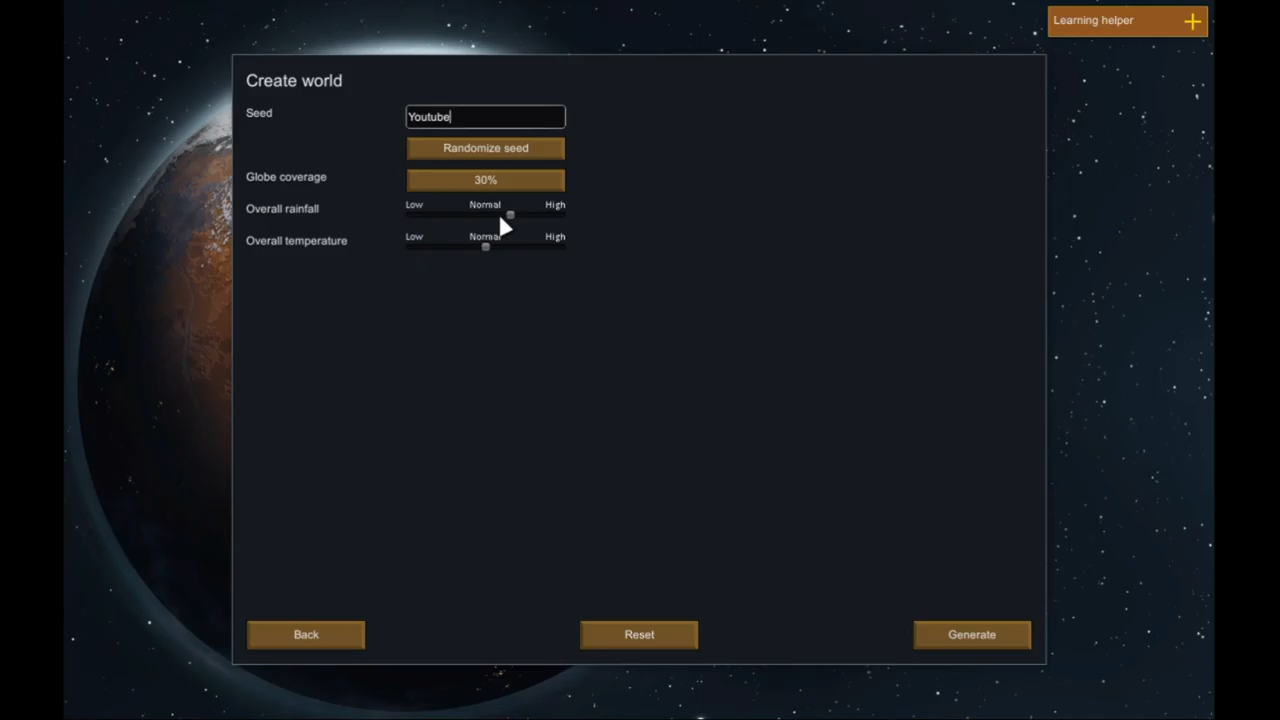 Learning helper
Create world
Seed
Youtube
Randomize seed
Globe coverage
30%
Overall rainfall
Low Normal High
Overall temperature
Low Normal High
Back Reset Generate